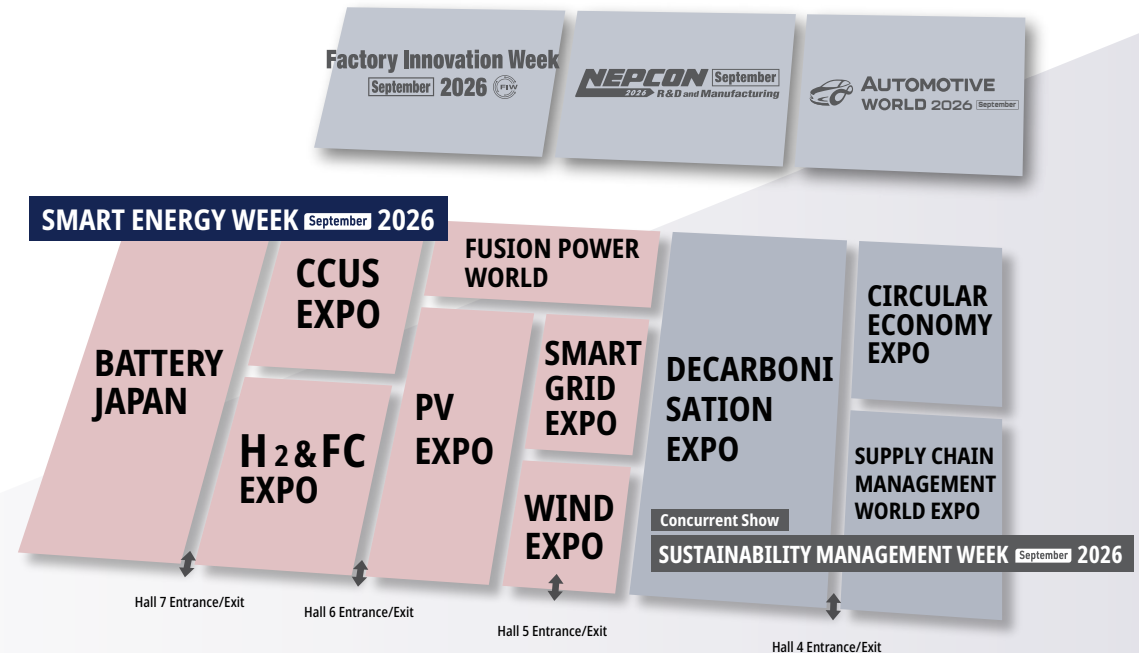 Factory Innovation Week
September 2026 FIW
NEPCON September
2026 R&D and Manufacturing
AUTOMOTIVE
WORLD 2026 September
SMART ENERGY WEEK September 2026
BATTERY
JAPAN
CCUS
EXPO
H2&FC
EXPO
FUSION POWER
WORLD
PV
EXPO
SMART
GRID
EXPO
WIND
EXPO
DECARBONI
SATION
EXPO
CIRCULAR
ECONOMY
EXPO
SUPPLY CHAIN
MANAGEMENT
WORLD EXPO
Concurrent Show
SUSTAINABILITY MANAGEMENT WEEK September 2026
Hall 7 Entrance/Exit
Hall 6 Entrance/Exit
Hall 5 Entrance/Exit
Hall 4 Entrance/Exit